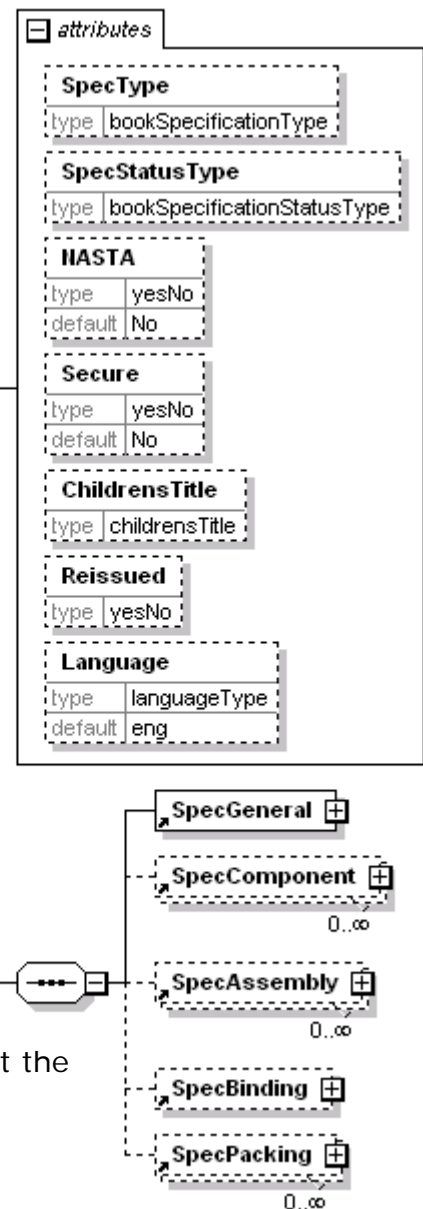 attributes
SpecType
type bookSpecificationType
SpecStatusType
type bookSpecificationStatusType
NASTA
type yesNo
default No
Secure
type yesNo
default No
ChildrensTitle
type childrensTitle
Reissued
type yesNo
Language
type languageType
default eng
SpecGeneral
SpecComponent
0..∞
SpecAssembly
0..∞
t the
SpecBinding
SpecPacking
0..∞